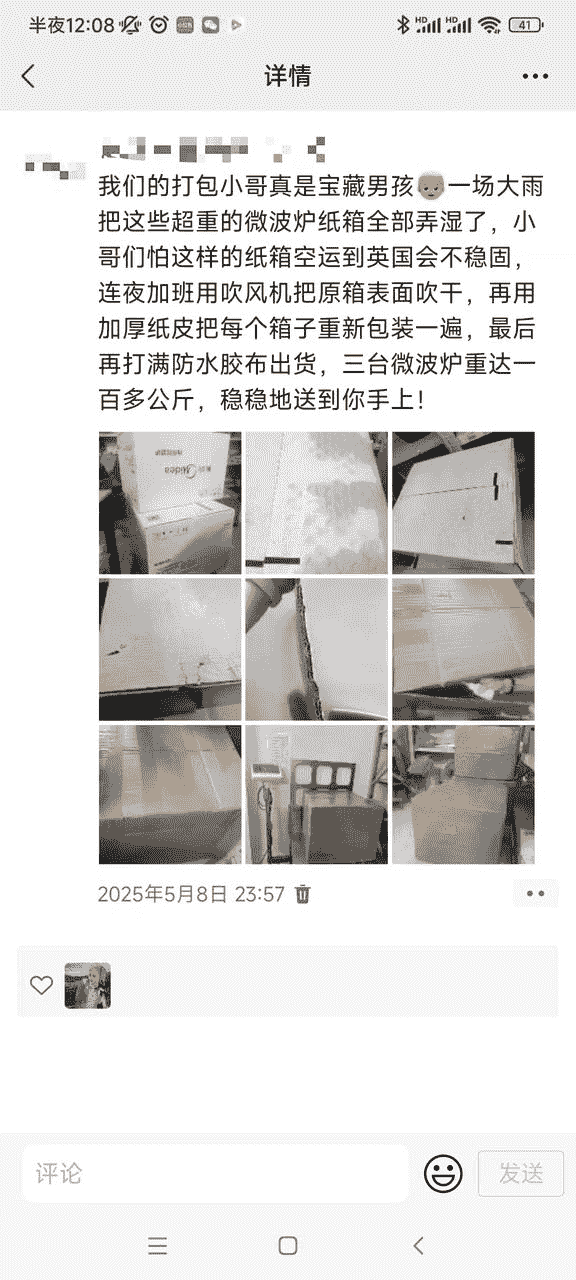 半夜12:08
HD HD 41
详情
我们的打包小哥真是宝藏男孩👴🏼一场大雨
把这些超重的微波炉纸箱全部弄湿了，小
哥们怕这样的纸箱空运到英国会不稳固，
连夜加班用吹风机把原箱表面吹干，再用
加厚纸皮把每个箱子重新包装一遍，最后
再打满防水胶布出货，三台微波炉重达一
百多公斤，稳稳地送到你手上！
Midea
2025年5月8日 23:57
评论
发送